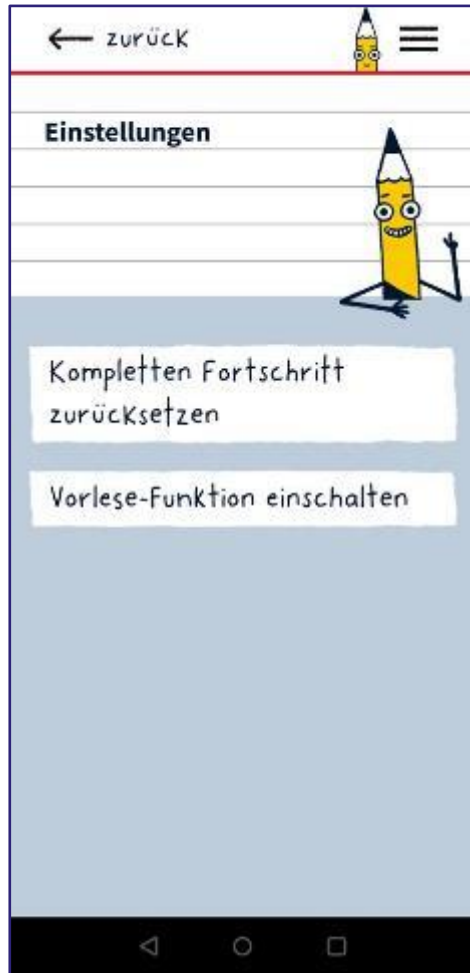 zurück
Einstellungen
Kompletten Fortschritt
zurücksetzen
Vorlese-Funktion einschalten